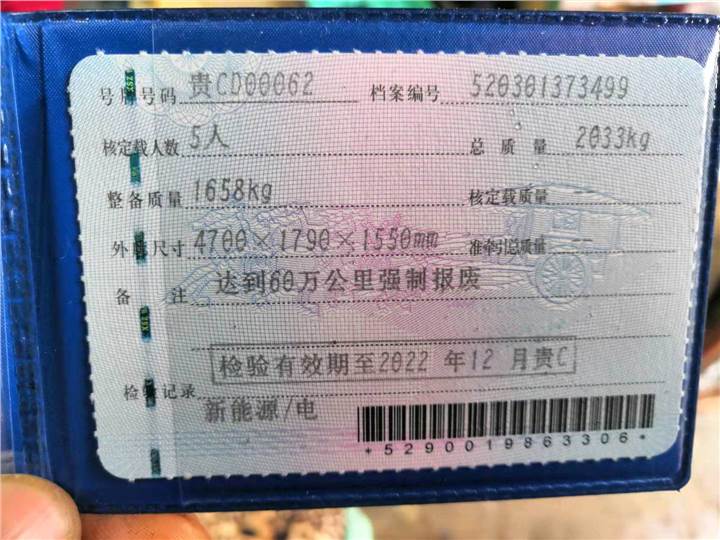 号牌号码 贵CD00062 档案编号 520301373499
核定载人数 5人 总质量 2033kg
整备质量 1658kg 核定载质量
外廓尺寸 4700×1790×1550mm 准牵引总质量 --
备注 达到60万公里强制报废
检验有效期至2022 年12 月贵C
检验记录
新能源/电
*5290019863306*